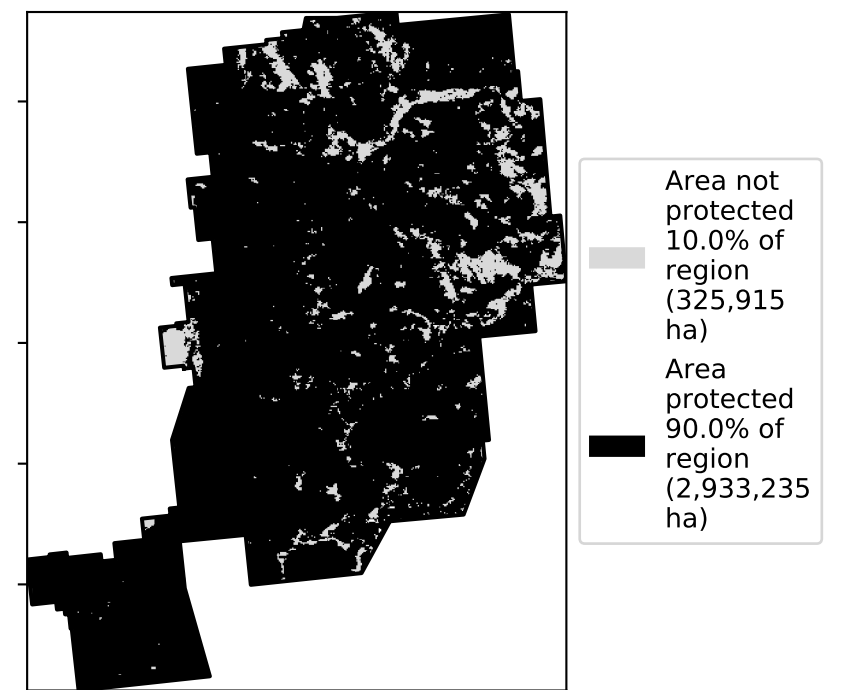 Area not
protected
10.0% of
region
(325,915
ha)
Area
protected
90.0% of
region
(2,933,235
ha)